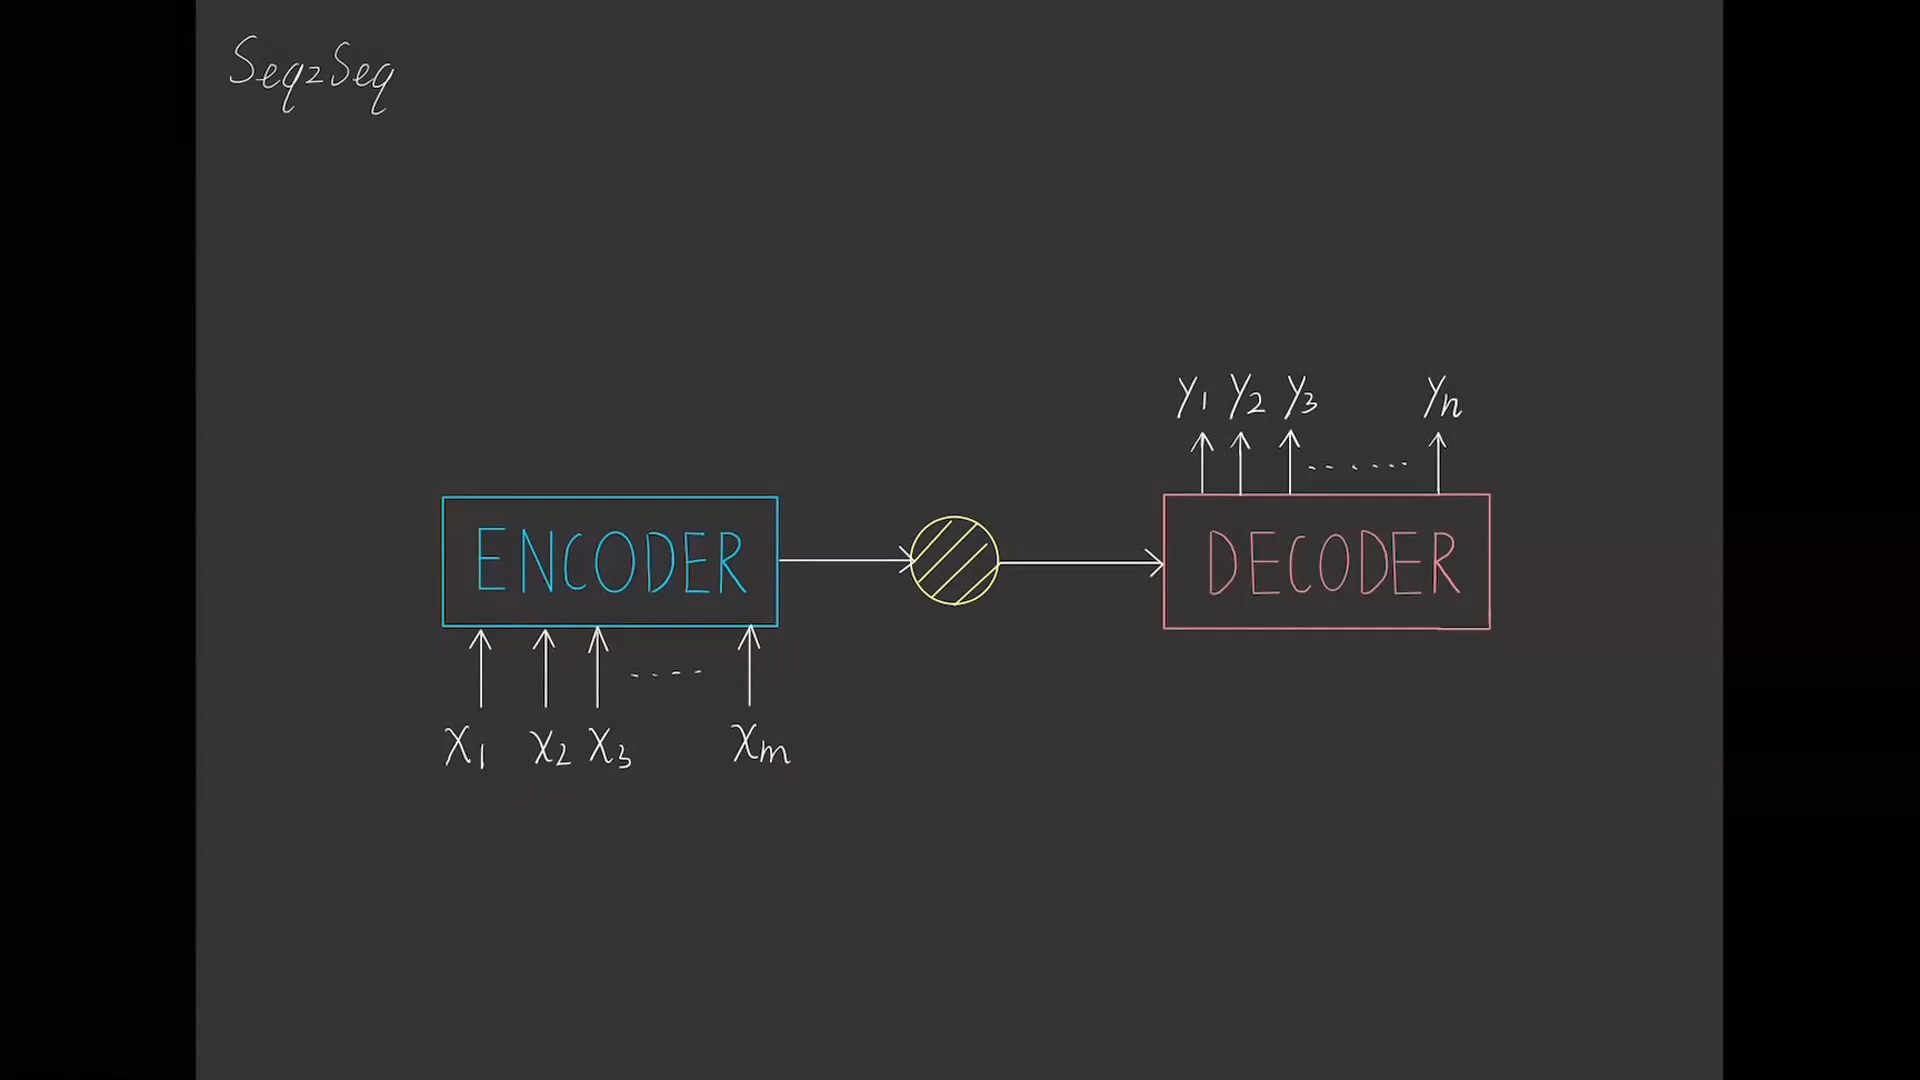 Seq2Seq
y1 y2 y3 ...... yn
ENCODER DECODER
x1 x2 x3 ---- xm